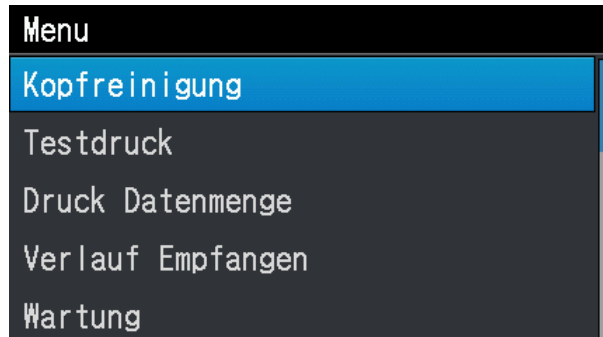 Menu
Kopfreinigung
Testdruck
Druck Datenmenge
Verlauf Empfangen
Wartung